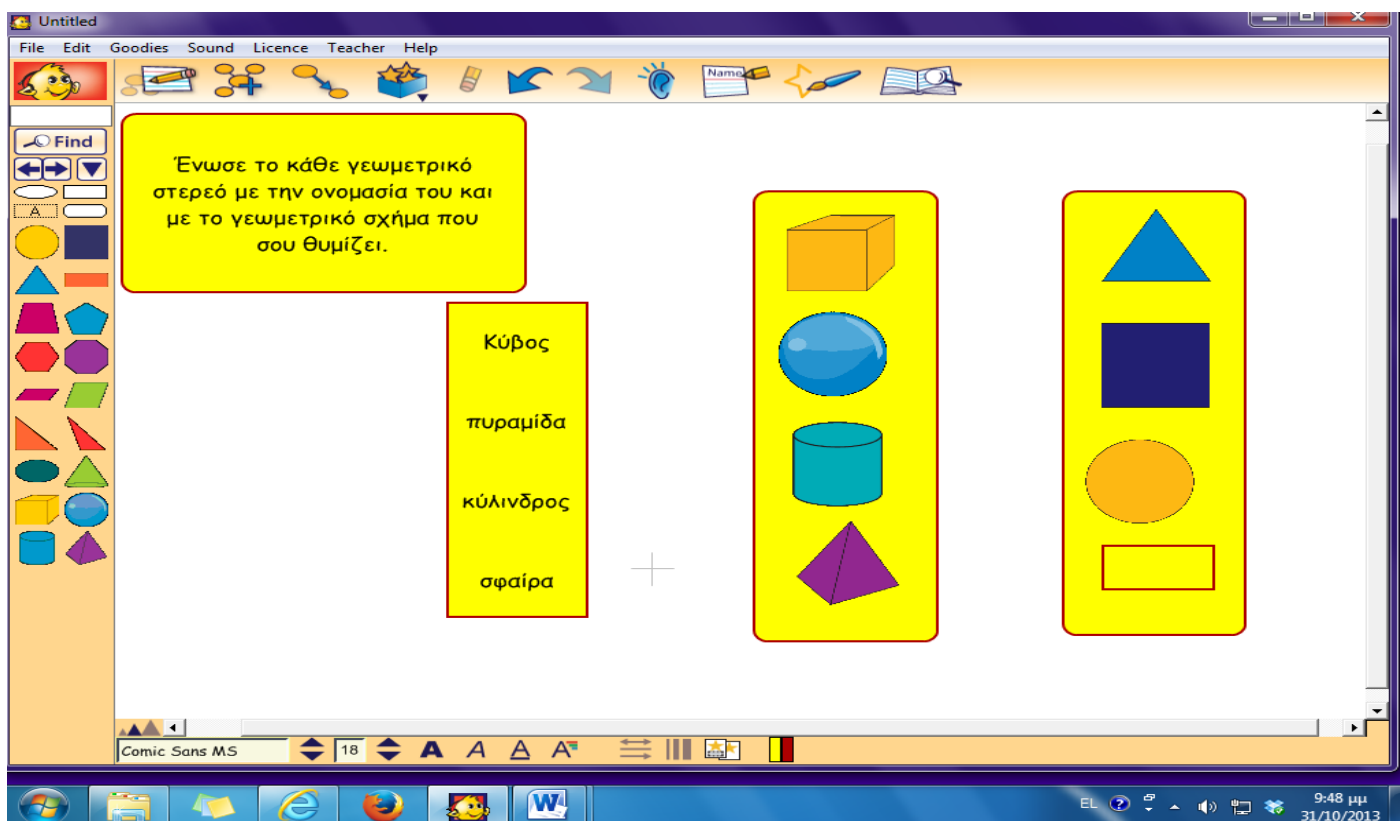 Untitled
File Edit Goodies Sound Licence Teacher Help
Name
Find
A
Ένωσε το κάθε γεωμετρικό
στερεό με την ονομασία του και
με το γεωμετρικό σχήμα που
σου θυμίζει.
Κύβος
πυραμίδα
κύλινδρος
σφαίρα
Comic Sans MS 18 A A A A
EL 9:48 μμ
31/10/2013